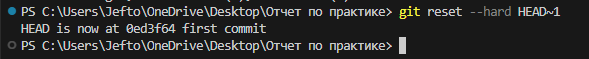 PS C:\Users\Jefto\OneDrive\Desktop\Отчет по практике> git reset --hard HEAD~1
HEAD is now at 0ed3f64 first commit
PS C:\Users\Jefto\OneDrive\Desktop\Отчет по практике>